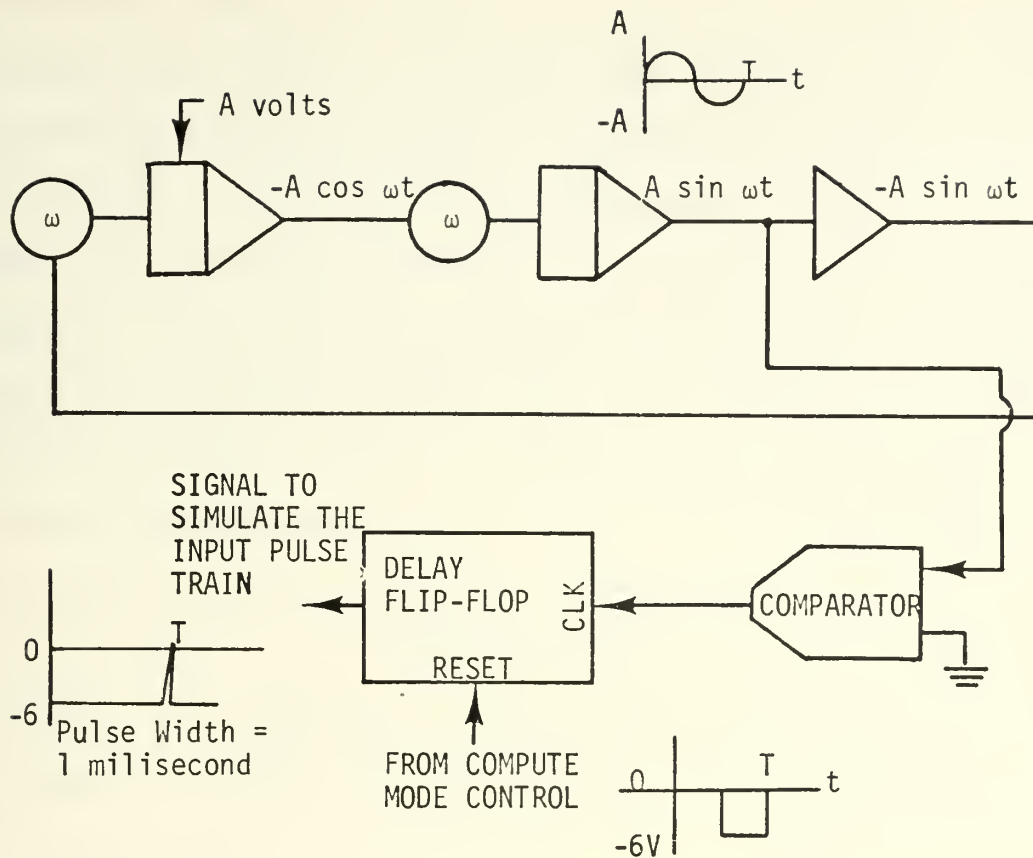 A
T
t
-A
A volts
ω
-A cos ωt
ω
A sin ωt
-A sin ωt
SIGNAL TO
SIMULATE THE
INPUT PULSE
TRAIN
DELAY
FLIP-FLOP
CLK
RESET
COMPARATOR
T
0
-6
Pulse Width =
1 milisecond
FROM COMPUTE
MODE CONTROL
T
0
t
-6V